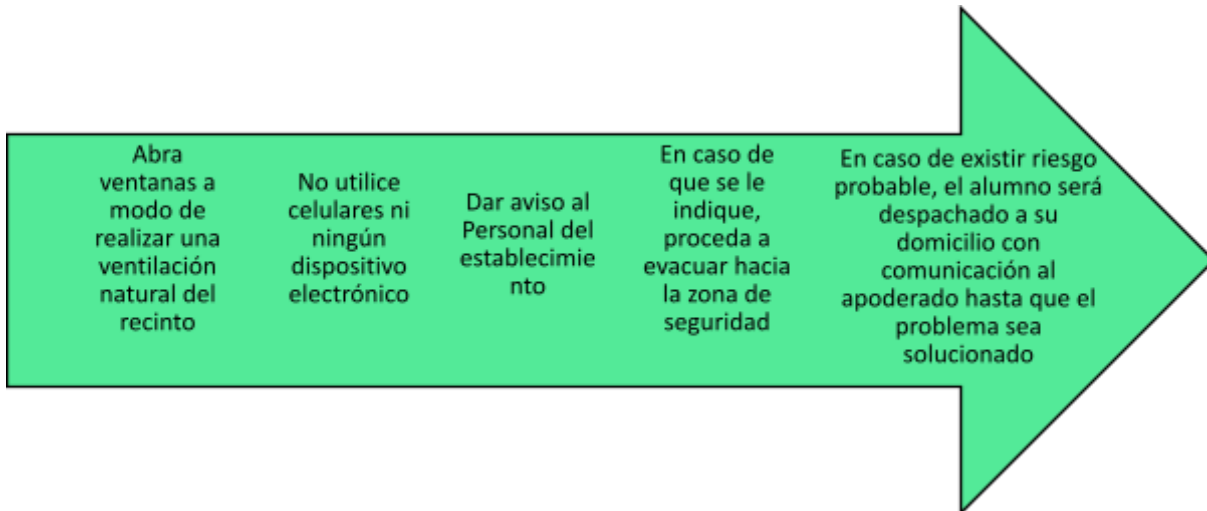 Abra
ventanas a
modo de
realizar una
ventilación
natural del
recinto
No utilice
celulares ni
ningún
dispositivo
electrónico
Dar aviso al
Personal del
establecimie
nto
En caso de
que se le
indique,
proceda a
evacuar hacia
la zona de
seguridad
En caso de existir riesgo
probable, el alumno será
despachado a su
domicilio con
comunicación al
apoderado hasta que el
problema sea
solucionado